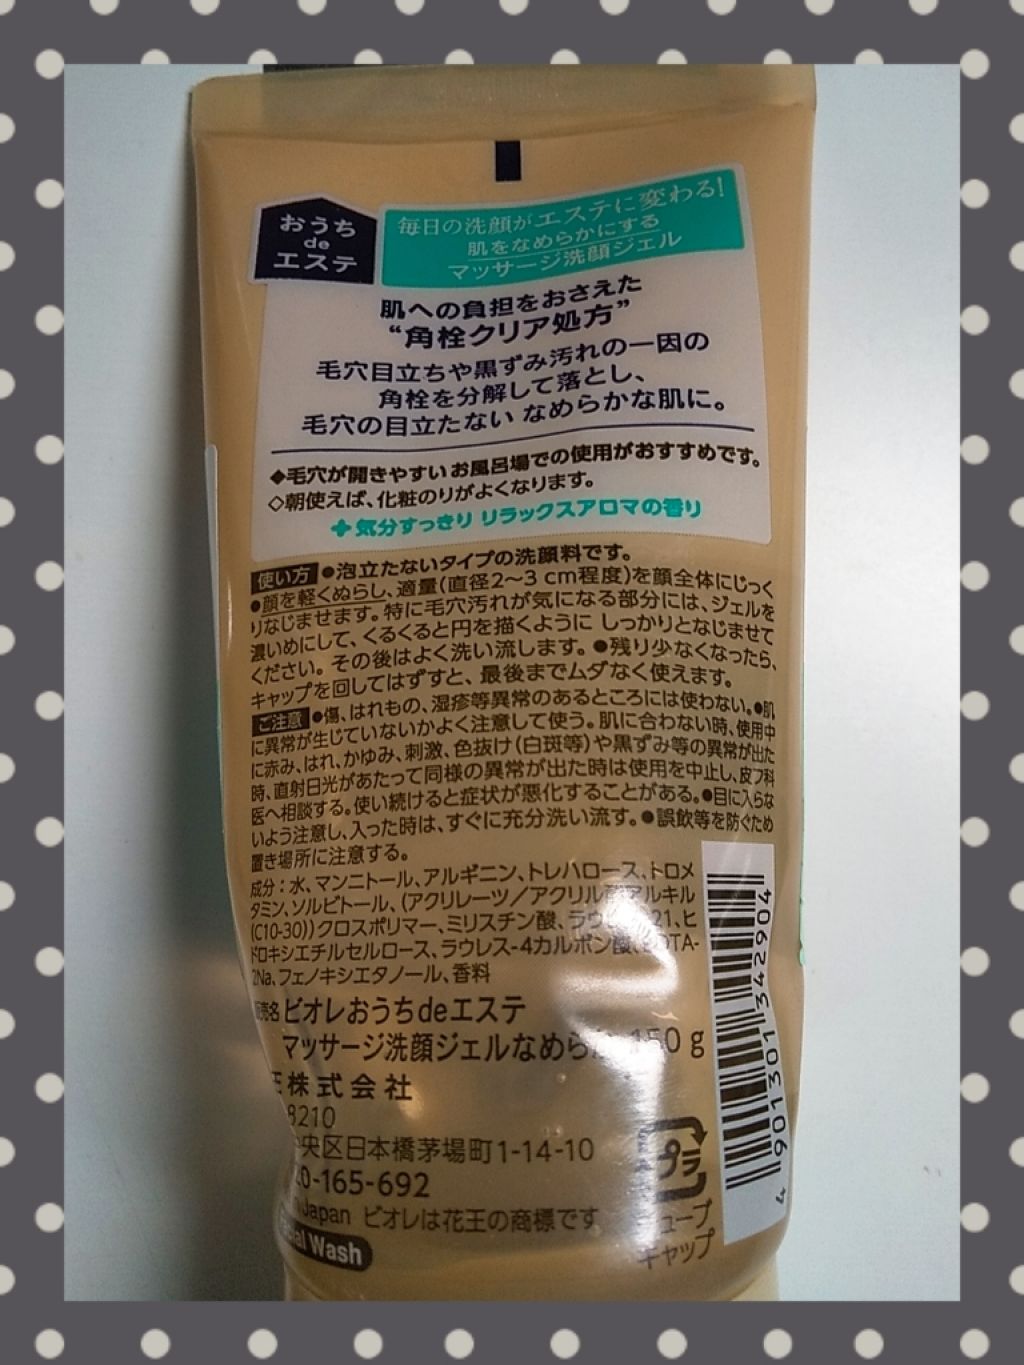 おうち
de
エステ
毎日の洗顔がエステに変わる!
肌をなめらかにする
マッサージ洗顔ジェル
肌への負担をおさえた
“角栓クリア処方”
毛穴目立ちや黒ずみ汚れの一因の
角栓を分解して落とし、
毛穴の目立たない なめらかな肌に。
◆毛穴が開きやすいお風呂場での使用がおすすめです。
◇朝使えば、化粧のりがよくなります。
気分すっきり リラックスアロマの香り
使い方 ●泡立たないタイプの洗顔料です。
●顔を軽くぬらし、適量(直径2〜3 cm程度)を顔全体にじっく
りなじませます。特に毛穴汚れが気になる部分には、ジェルを
濃いめにして、くるくると円を描くように しっかりとなじませて
ください。その後はよく洗い流します。●残り少なくなったら、
キャップを回してはずすと、最後までムダなく使えます。
ご注意 ●傷、はれもの、湿疹等異常のあるところには使わない。●肌
に異常が生じていないかよく注意して使う。肌に合わない時、使用中
に赤み、はれ、かゆみ、刺激、色抜け(白斑等)や黒ずみ等の異常が出た
時、直射日光があたって同様の異常が出た時は使用を中止し、皮フ科
医へ相談する。使い続けると症状が悪化することがある。●目に入らな
いよう注意し、入った時は、すぐに充分洗い流す。●誤飲等を防ぐため
置き場所に注意する。
成分:水、マンニトール、アルギニン、トレハロース、トロメ
タミン、ソルビトール、(アクリレーツ/アクリル酸アルキル
(C10-30))クロスポリマー、ミリスチン酸、ラウ 21、ヒ
ドロキシエチルセルロース、ラウレス-4カルボン酸、EDTA-
2Na、フェノキシエタノール、香料
販売名 ビオレおうちdeエステ
マッサージ洗顔ジェルなめらか 150 g
株式会社
8210
央区日本橋茅場町1-14-10
0-165-692
Japan ビオレは花王の商標です
Wash
プラ
チューブ
キャップ
4 901301 342904